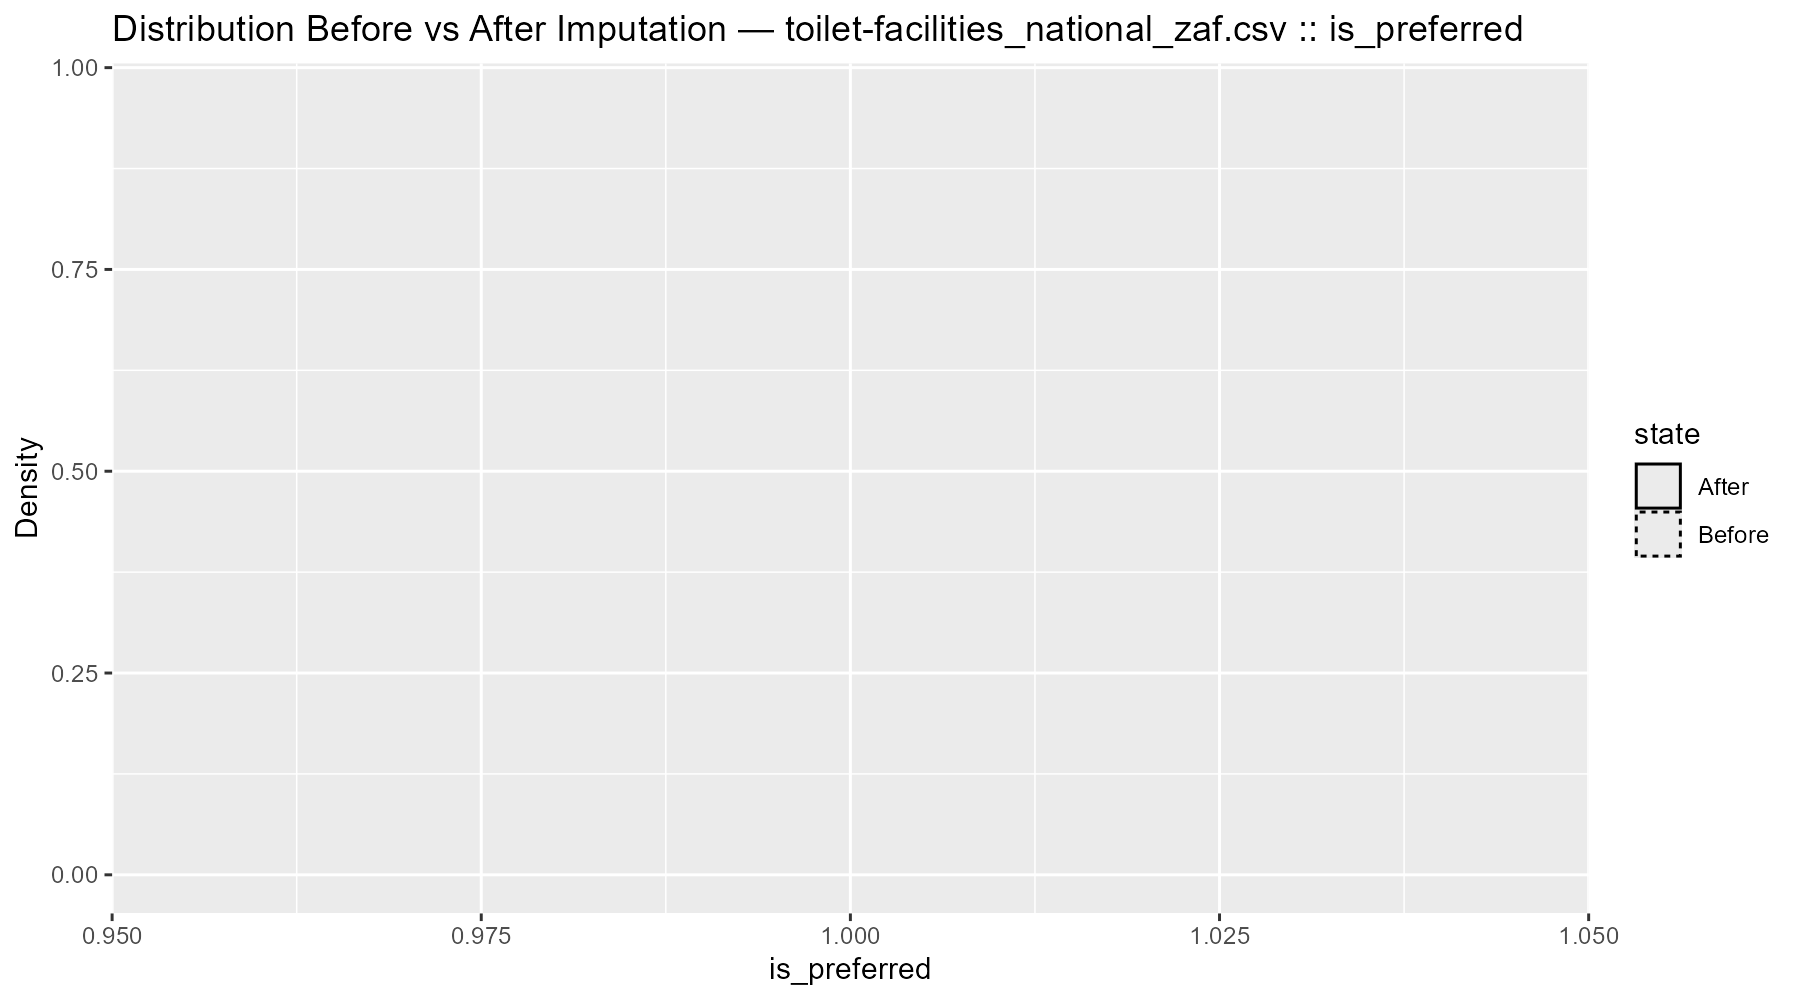 Distribution Before vs After Imputation — toilet-facilities_national_zaf.csv :: is_preferred
1.00
0.75
0.50
0.25
0.00
Density
0.950
0.975
1.000
1.025
1.050
is_preferred
state
After
Before